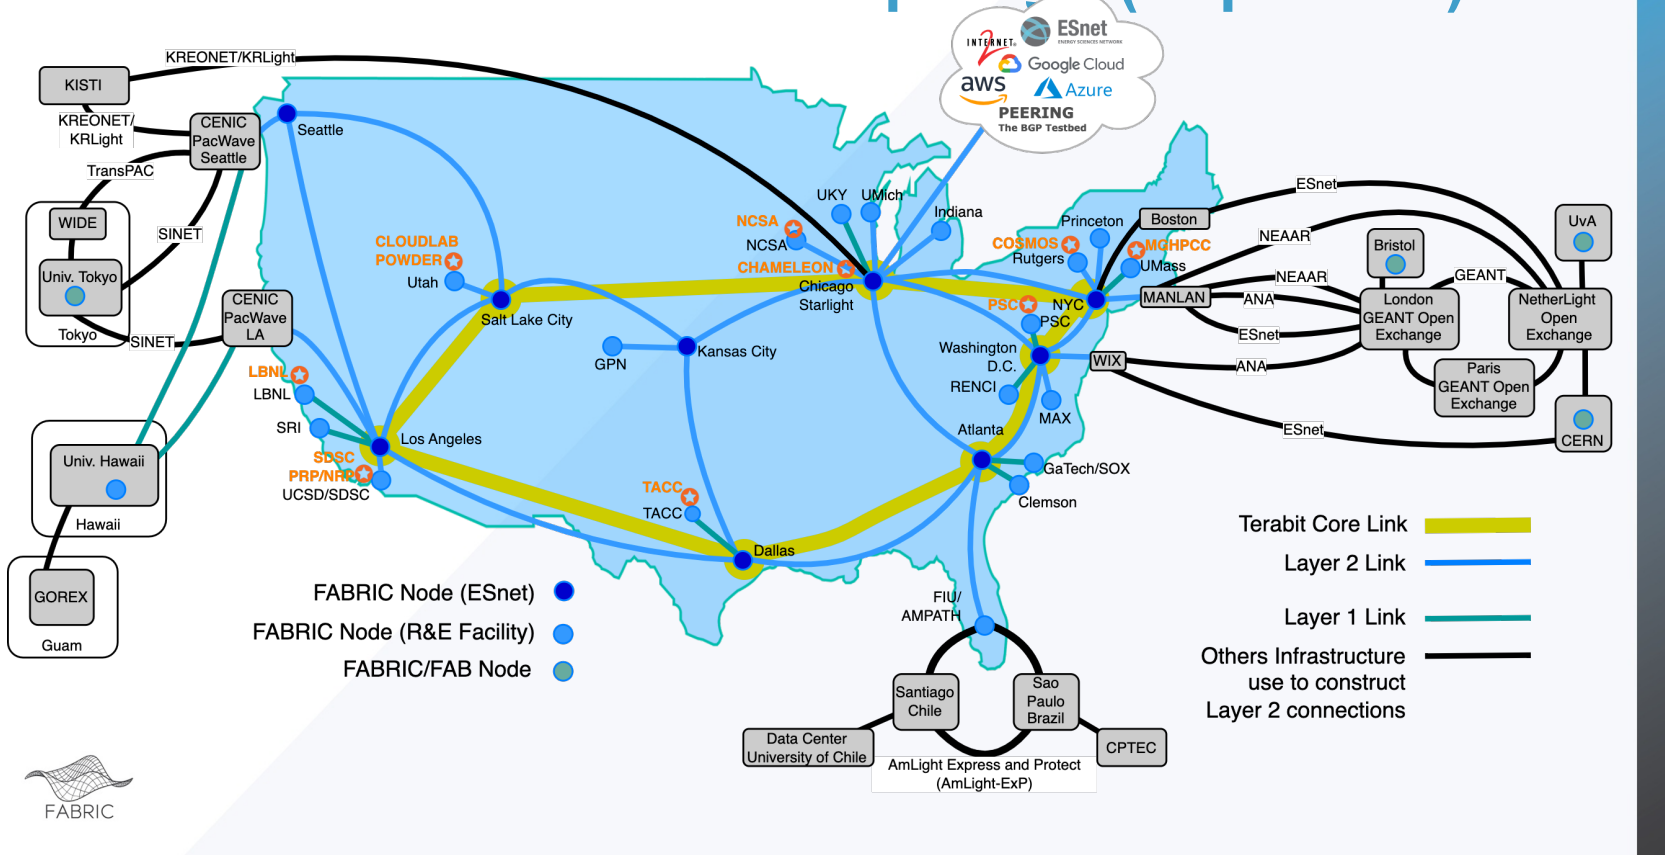 INTERNET
2
ESnet
ENERGY SCIENCES NETWORK
Google Cloud
aws
Azure
PEERING
The BGP Testbed
KREONET/KRLight
KISTI
KREONET/
KRLight
CENIC
PacWave
Seattle
Seattle
TransPAC
WIDE
SINET
Univ. Tokyo
Tokyo
SINET
CENIC
PacWave
LA
CLOUDLAB
POWDER
Utah
Salt Lake City
NCSA
NCSA
UKY
UMich
Indiana
CHAMELEON
Chicago
Starlight
Princeton
COSMOS
Rutgers
MGHPCC
UMass
NYC
PSC
PSC
Boston
MANLAN
WIX
ESnet
NEAAR
NEAAR
ANA
ESnet
ANA
ESnet
UvA
Bristol
GEANT
London
GEANT Open
Exchange
NetherLight
Open
Exchange
Paris
GEANT Open
Exchange
CERN
GPN
Kansas City
Washington
D.C.
RENCI
MAX
Atlanta
GaTech/SOX
Clemson
LBNL
LBNL
SRI
Los Angeles
SDSC
PRP/NRP
UCSD/SDSC
TACC
TACC
Dallas
Univ. Hawaii
Hawaii
GOREX
Guam
FABRIC Node (ESnet)
FABRIC Node (R&E Facility)
FABRIC/FAB Node
FIU/
AMPATH
Santiago
Chile
Sao
Paulo
Brazil
Data Center
University of Chile
CPTEC
AmLight Express and Protect
(AmLight-ExP)
Terabit Core Link
Layer 2 Link
Layer 1 Link
Others Infrastructure
use to construct
Layer 2 connections
FABRIC